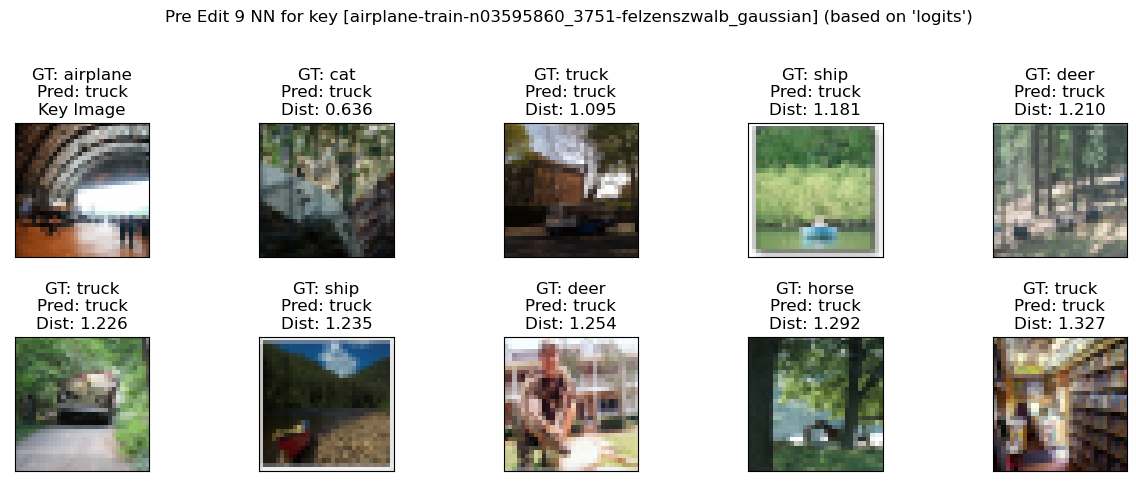 Pre Edit 9 NN for key [airplane-train-n03595860_3751-felzenszwalb_gaussian] (based on 'logits')
GT: airplane
Pred: truck
Key Image
GT: cat
Pred: truck
Dist: 0.636
GT: truck
Pred: truck
Dist: 1.095
GT: ship
Pred: truck
Dist: 1.181
GT: deer
Pred: truck
Dist: 1.210
GT: truck
Pred: truck
Dist: 1.226
GT: ship
Pred: truck
Dist: 1.235
GT: deer
Pred: truck
Dist: 1.254
GT: horse
Pred: truck
Dist: 1.292
GT: truck
Pred: truck
Dist: 1.327